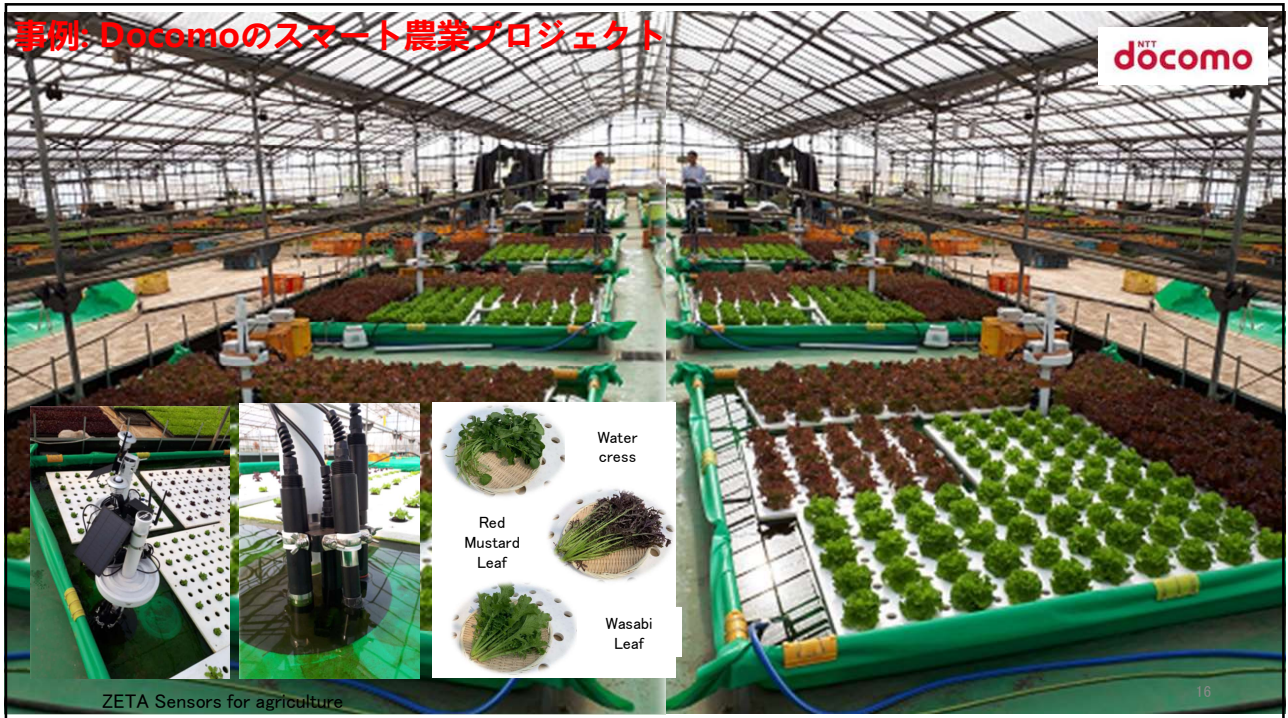 事例: Docomoのスマート農業プロジェクト
NTT
docomo
Water
cress
Red
Mustard
Leaf
Wasabi
Leaf
ZETA Sensors for agriculture
16